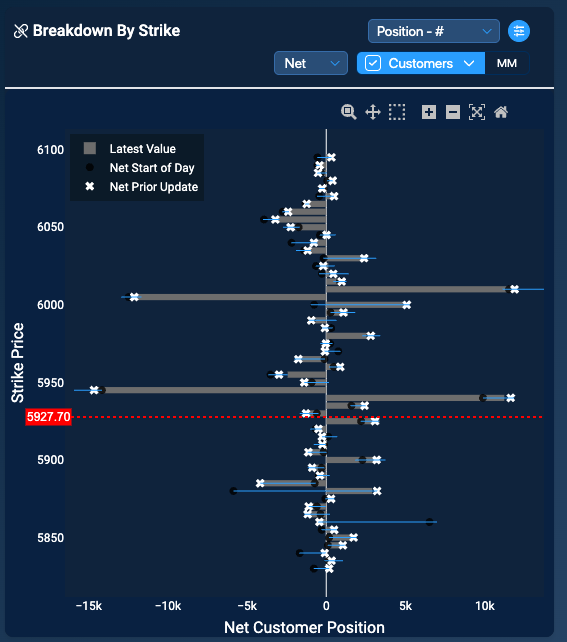 Breakdown By Strike
Position - #
Net
Customers
MM
Latest Value
Net Start of Day
Net Prior Update
6100
6050
6000
5950
5927.70
5900
5850
Strike Price
−15k −10k −5k 0 5k 10k
Net Customer Position